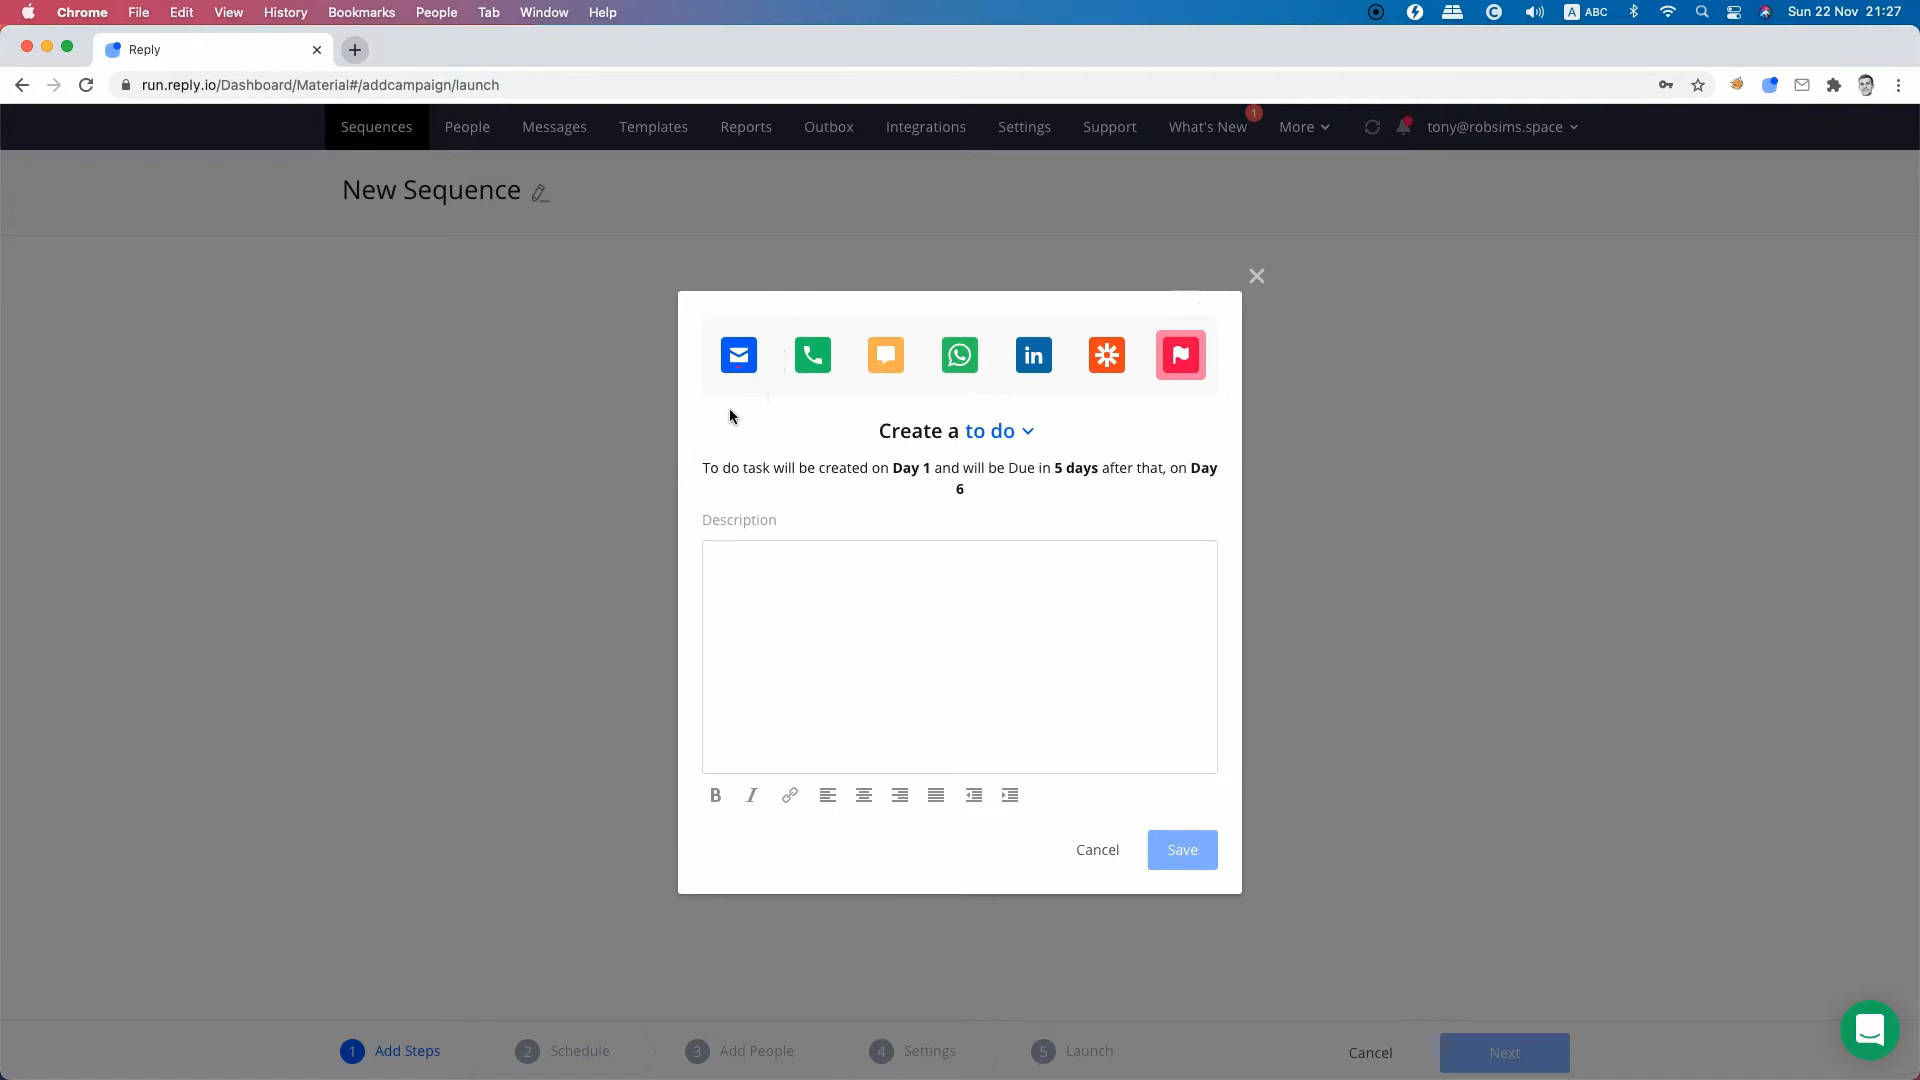 Chrome File Edit View History Bookmarks People Tab Window Help A ABC Sun 22 Nov 21:27
Reply
run.reply.io/Dashboard/Material#/addcampaign/launch
Sequences People Messages Templates Reports Outbox Integrations Settings Support What's New 1 More tony@robsims.space
New Sequence
in
Create a to do
To do task will be created on Day 1 and will be Due in 5 days after that, on Day
6
Description
B I
Cancel Save
1 Add Steps 2 Schedule 3 Add People 4 Settings 5 Launch Cancel Next